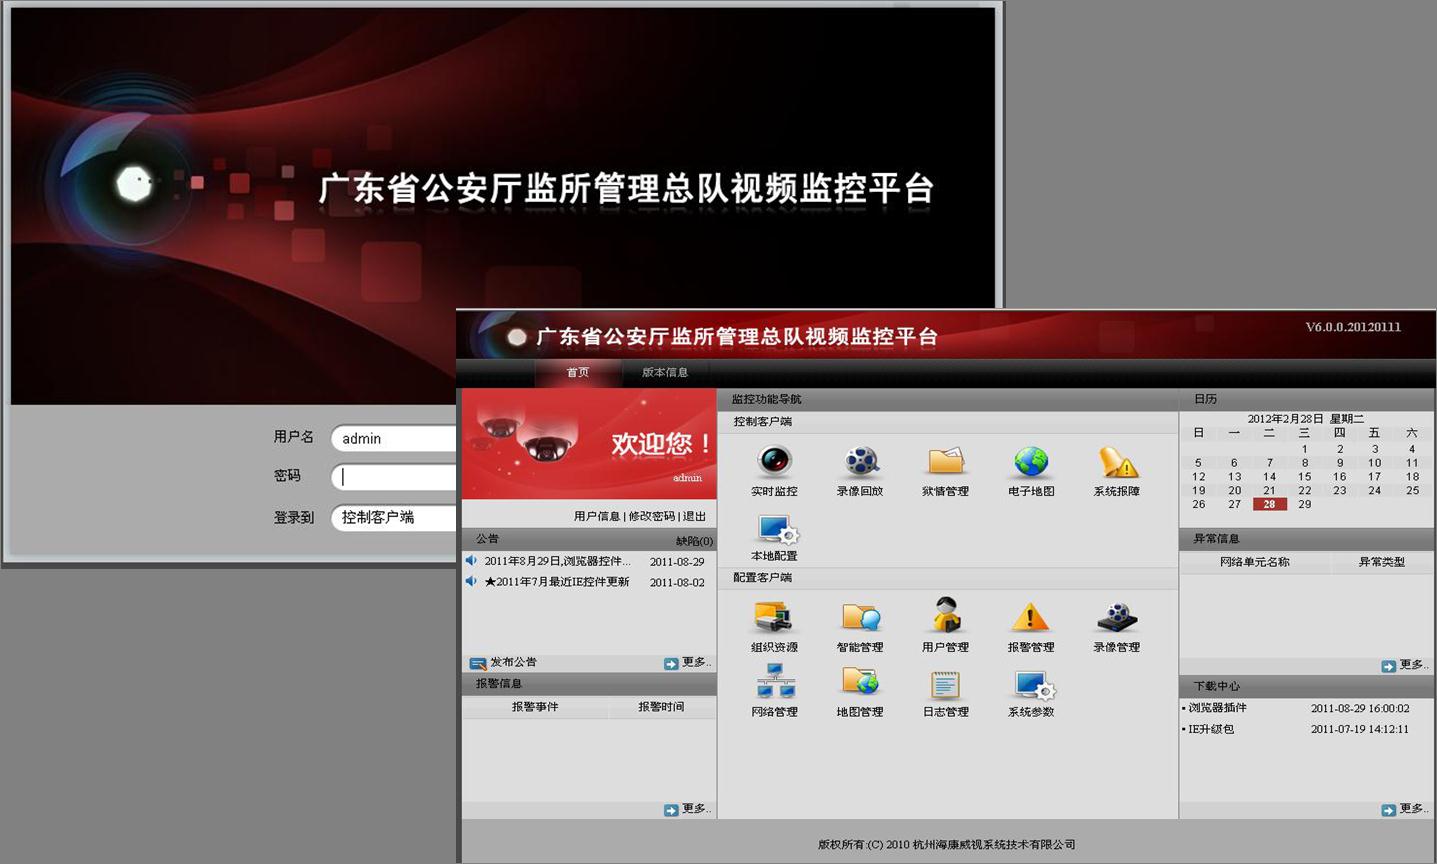 广东省公安厅监所管理总队视频监控平台
用户名 admin
密码
登录到 控制客户端
广东省公安厅监所管理总队视频监控平台
V6.0.0.20120111
首页 版本信息
欢迎您！
admin
用户信息 | 修改密码 | 退出
公告 缺陷(0)
2011年8月29日,浏览器控件... 2011-08-29
★2011年7月最近IE控件更新 2011-08-02
发布公告 更多..
报警信息
报警事件 报警时间
更多..
监控功能导航
控制客户端
实时监控 录像回放 狱情管理 电子地图 系统报障
本地配置
配置客户端
组织资源 智能管理 用户管理 报警管理 录像管理
网络管理 地图管理 日志管理 系统参数
日历
2012年2月28日 星期二
日 一 二 三 四 五 六
1 2 3 4
5 6 7 8 9 10 11
12 13 14 15 16 17 18
19 20 21 22 23 24 25
26 27 28 29
异常信息
网络单元名称 异常类型
更多..
下载中心
▪ 浏览器插件 2011-08-29 16:00:02
▪ IE升级包 2011-07-19 14:12:11
更多..
版权所有:(C) 2010 杭州海康威视系统技术有限公司